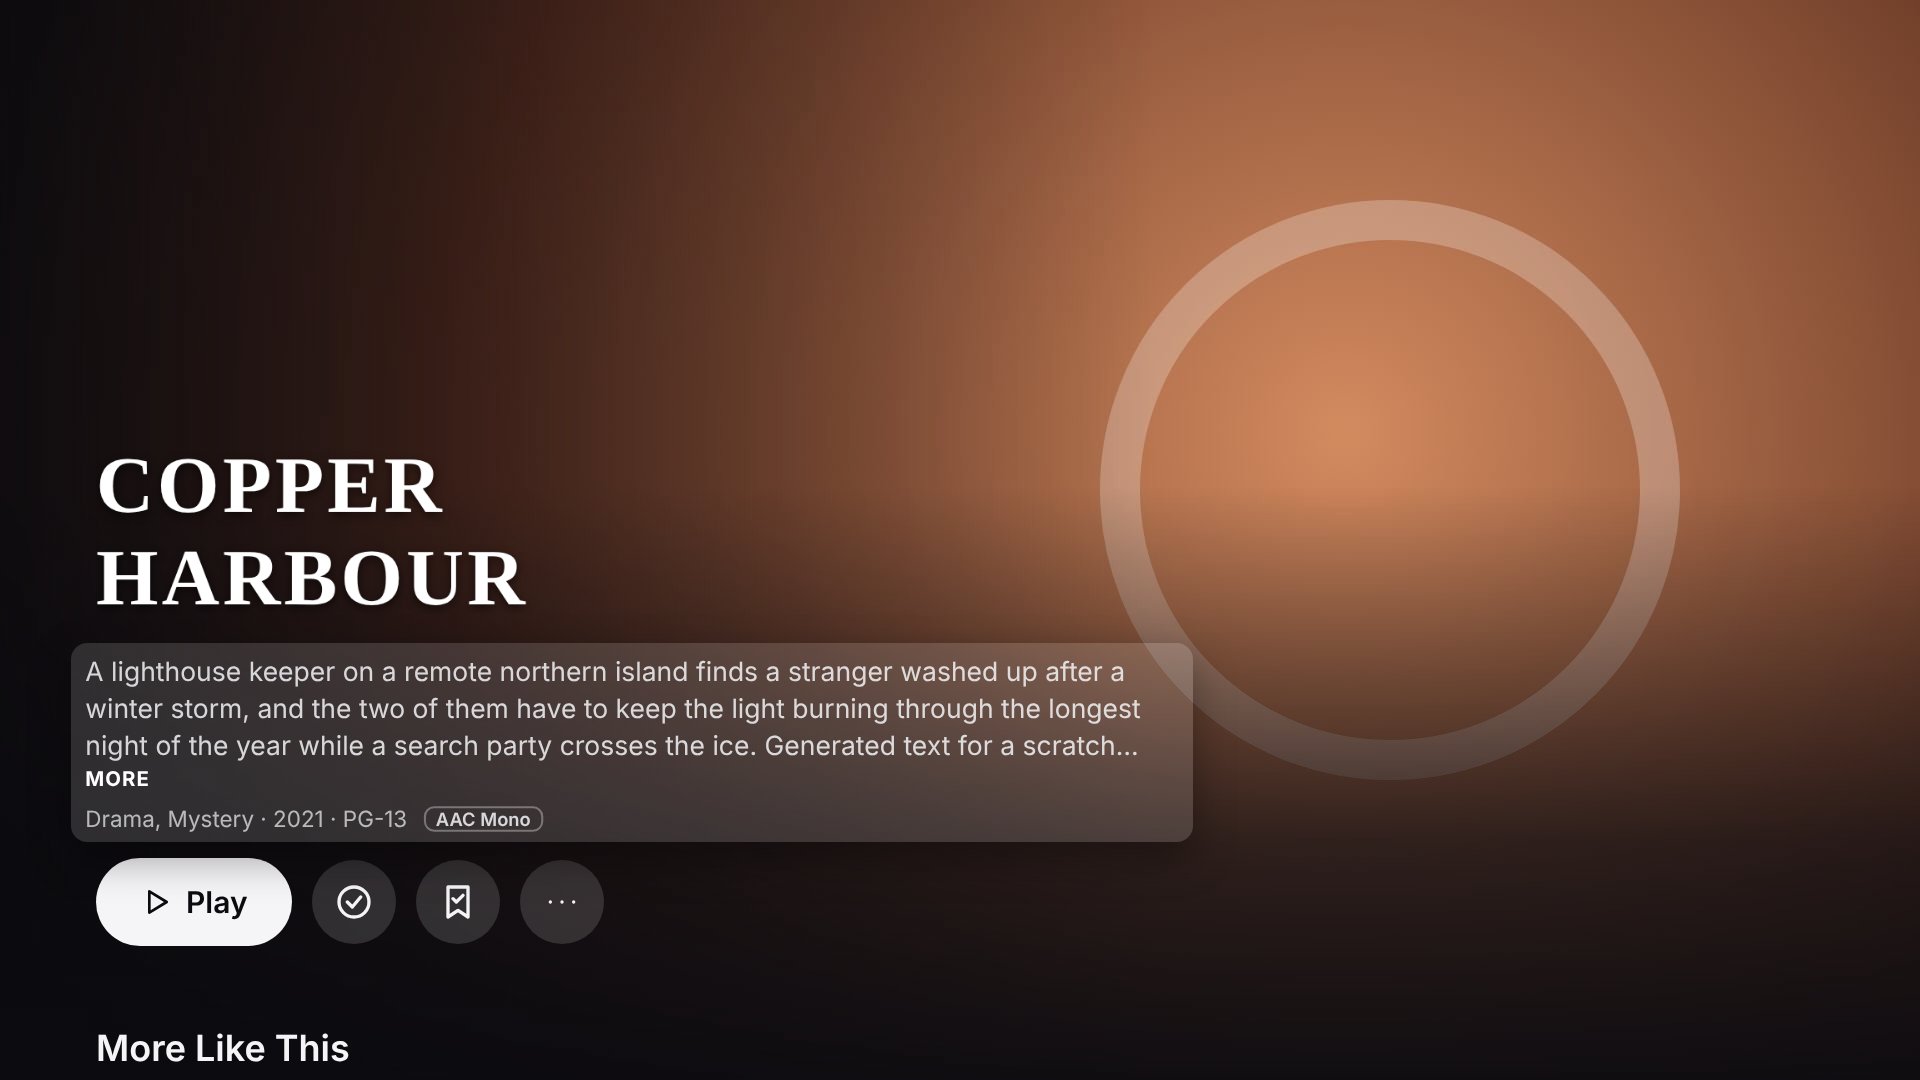 COPPER
HARBOUR
A lighthouse keeper on a remote northern island finds a stranger washed up after a
winter storm, and the two of them have to keep the light burning through the longest
night of the year while a search party crosses the ice. Generated text for a scratch...
MORE
Drama, Mystery · 2021 · PG-13 AAC Mono
Play
More Like This